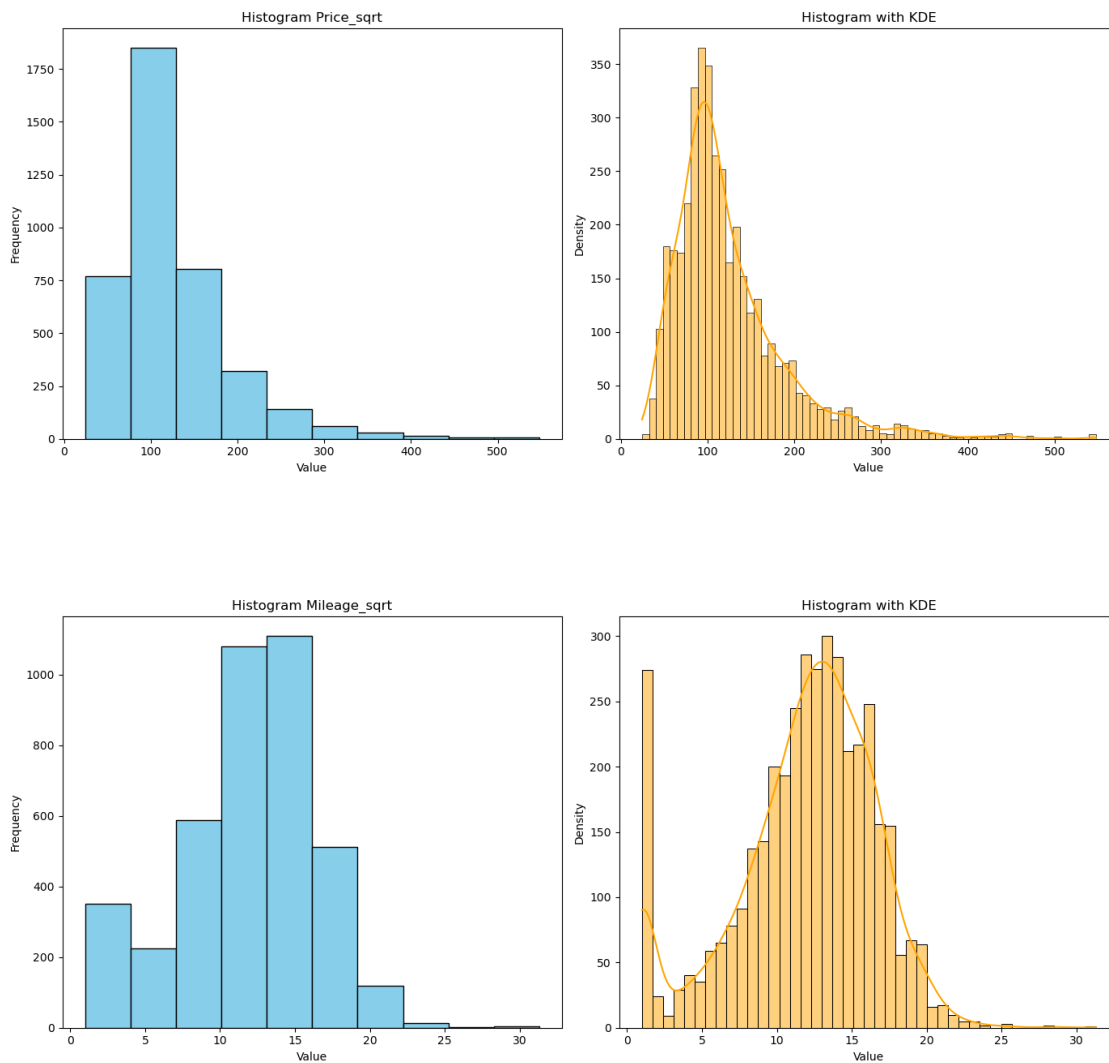 Histogram Price_sqrt
Frequency
1750
1500
1250
1000
750
500
250
0
0 100 200 300 400 500
Value
Histogram with KDE
Density
350
300
250
200
150
100
50
0
0 100 200 300 400 500
Value
Histogram Mileage_sqrt
Frequency
1000
800
600
400
200
0
0 5 10 15 20 25 30
Value
Histogram with KDE
Density
300
250
200
150
100
50
0
0 5 10 15 20 25 30
Value